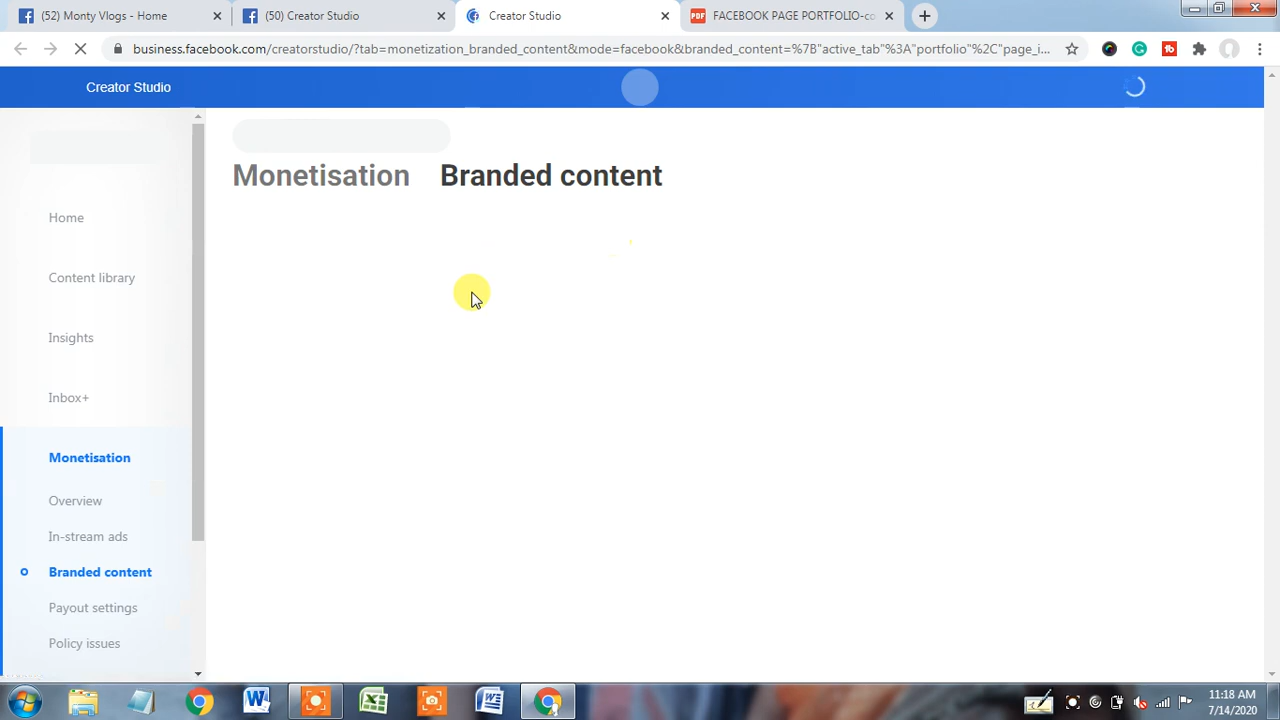 (52) Monty Vlogs - Home
(50) Creator Studio
Creator Studio
PDF
FACEBOOK PAGE PORTFOLIO-co
business.facebook.com/creatorstudio/?tab=monetization_branded_content&mode=facebook&branded_content=%7B"active_tab"%3A"portfolio"%2C"page_i...
Creator Studio
Monetisation Branded content
Home
Content library
Insights
Inbox+
Monetisation
Overview
In-stream ads
Branded content
Payout settings
Policy issues
11:18 AM
7/14/2020